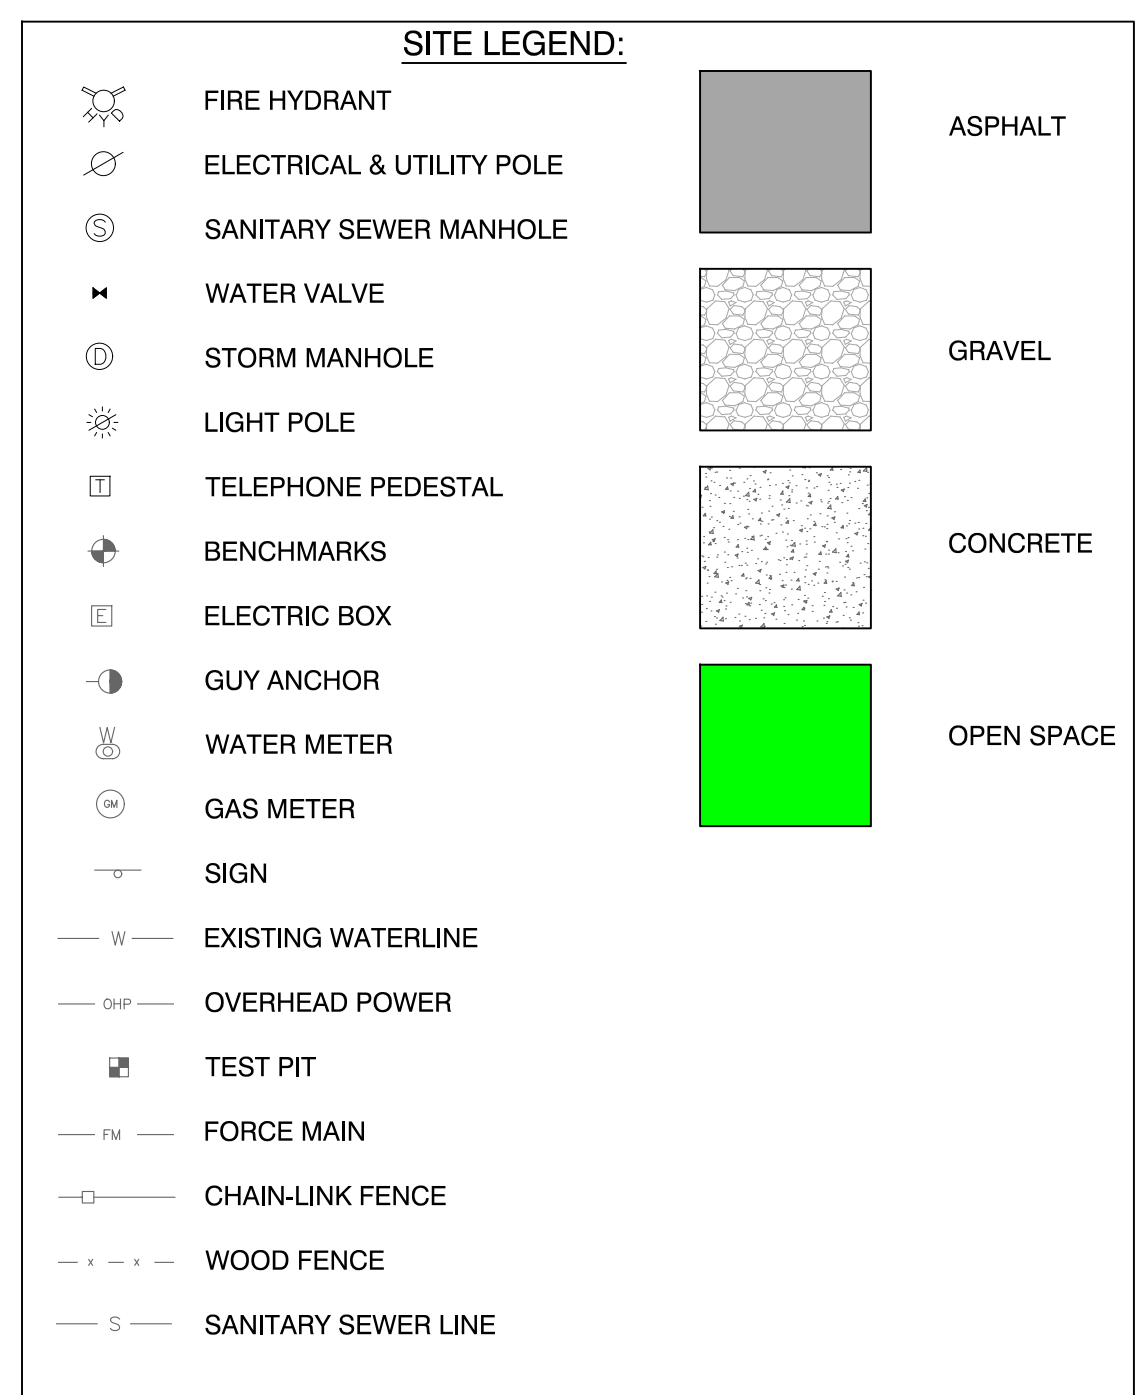 SITE LEGEND:
HYD FIRE HYDRANT
ELECTRICAL & UTILITY POLE
S SANITARY SEWER MANHOLE
WATER VALVE
D STORM MANHOLE
LIGHT POLE
T TELEPHONE PEDESTAL
BENCHMARKS
E ELECTRIC BOX
GUY ANCHOR
W WATER METER
GM GAS METER
SIGN
W EXISTING WATERLINE
OHP OVERHEAD POWER
TEST PIT
FM FORCE MAIN
CHAIN-LINK FENCE
x x WOOD FENCE
S SANITARY SEWER LINE
ASPHALT
GRAVEL
CONCRETE
OPEN SPACE